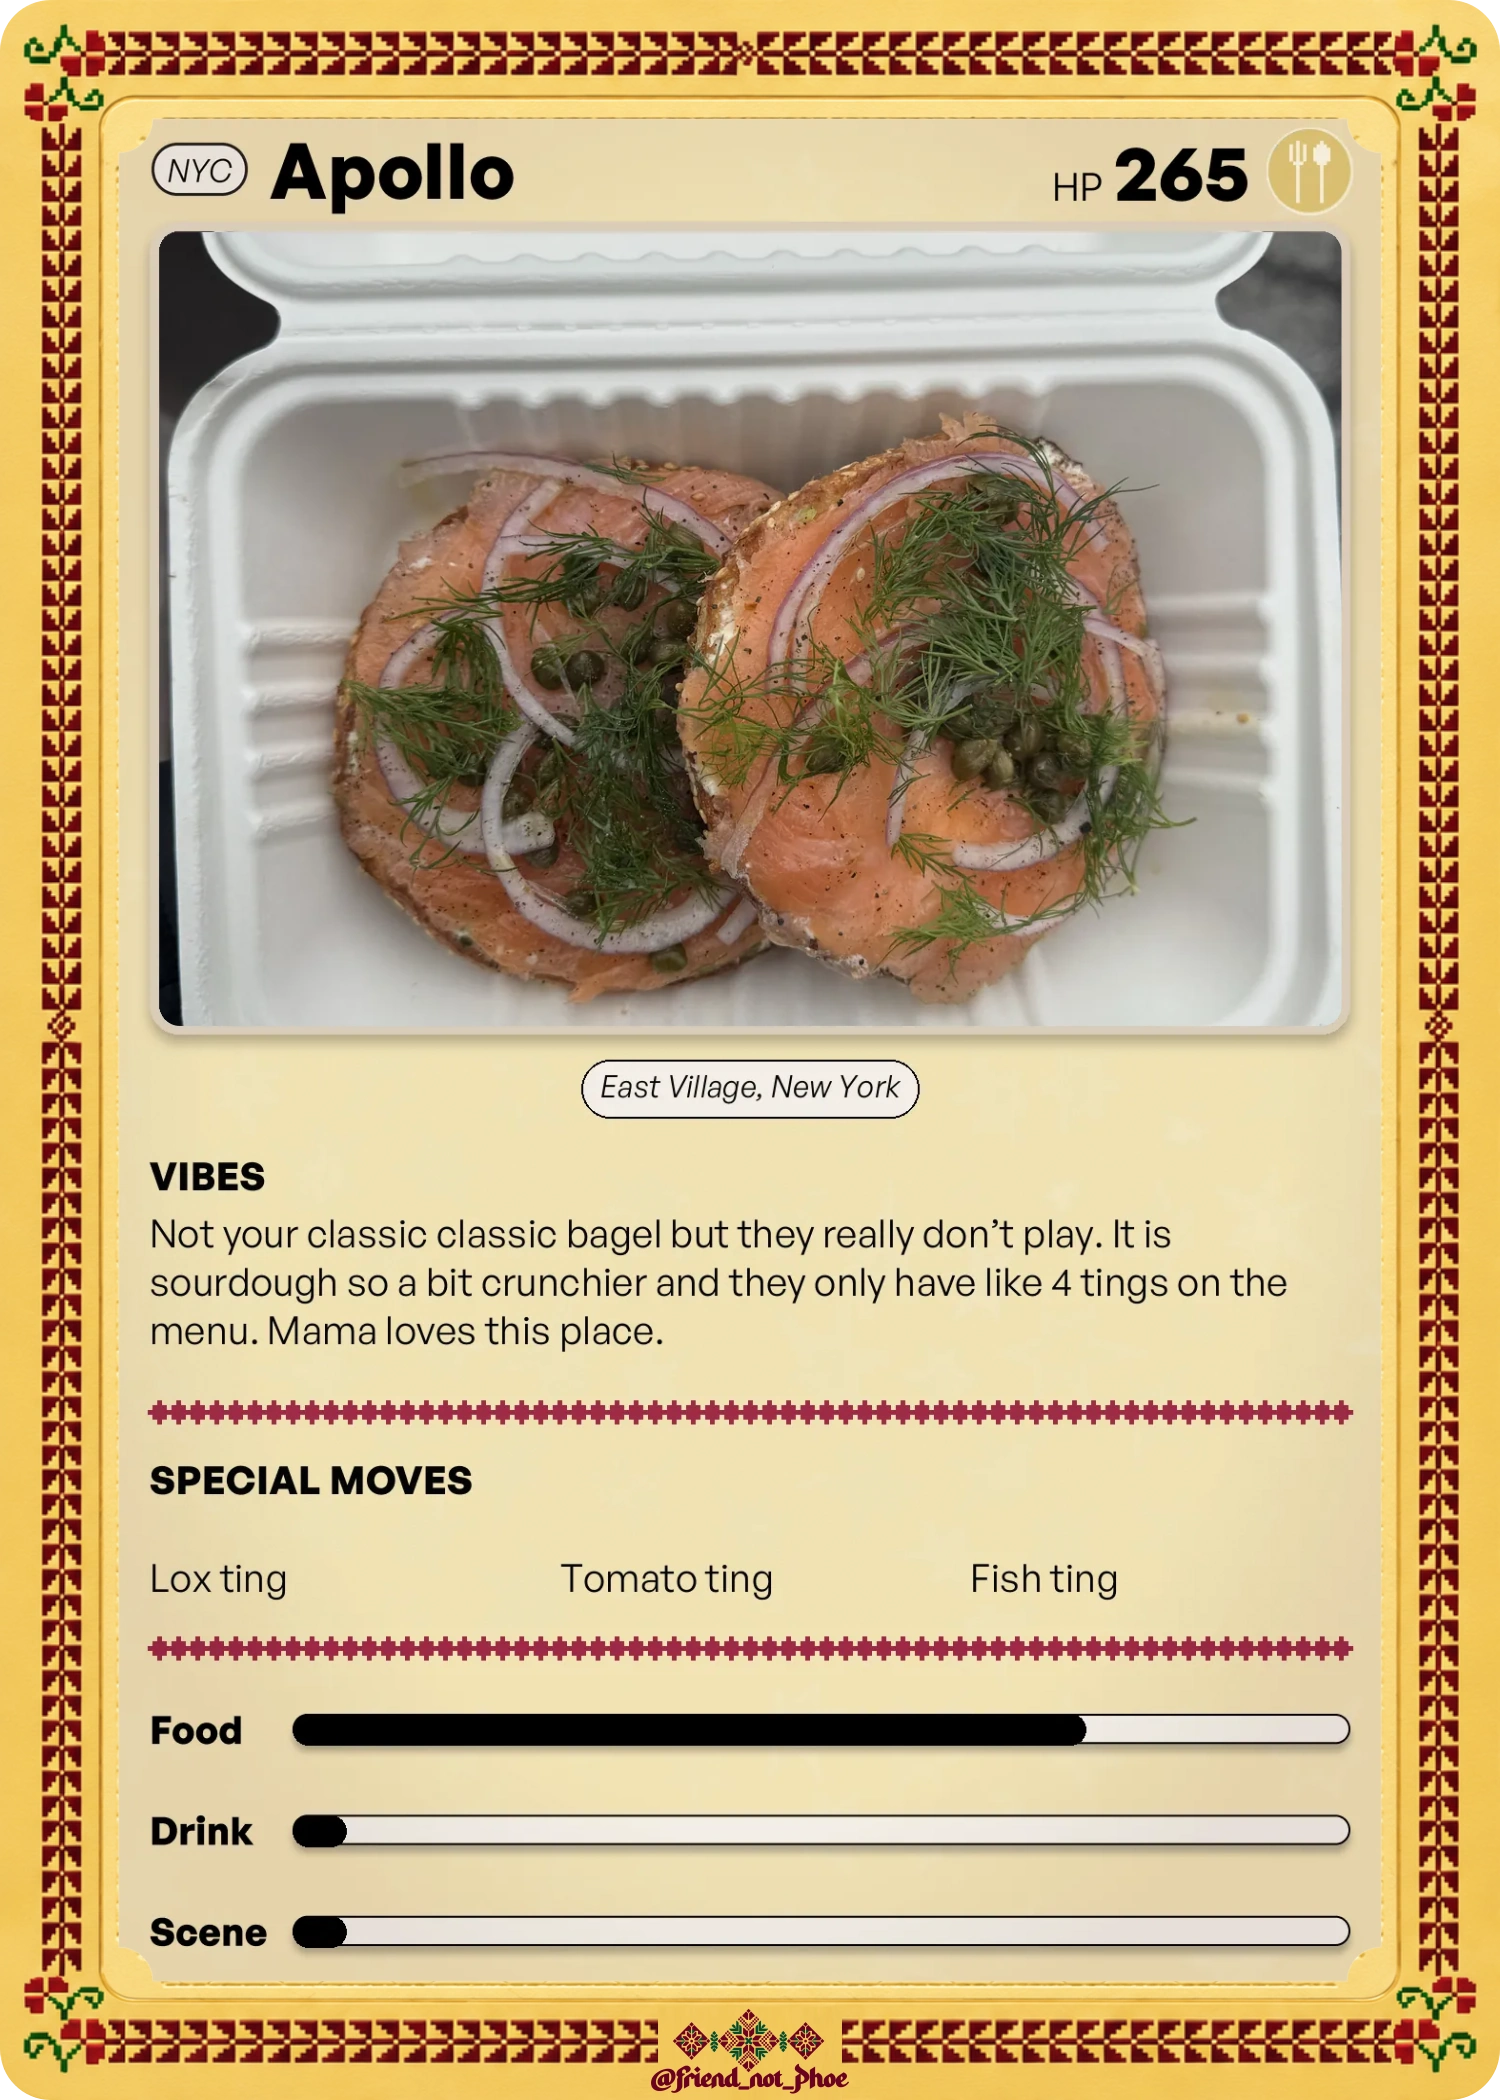 NYC Apollo HP 265
East Village, New York
VIBES
Not your classic classic bagel but they really don’t play. It is
sourdough so a bit crunchier and they only have like 4 tings on the
menu. Mama loves this place.
SPECIAL MOVES
Lox ting Tomato ting Fish ting
Food
Drink
Scene
@friend_not_Phoe